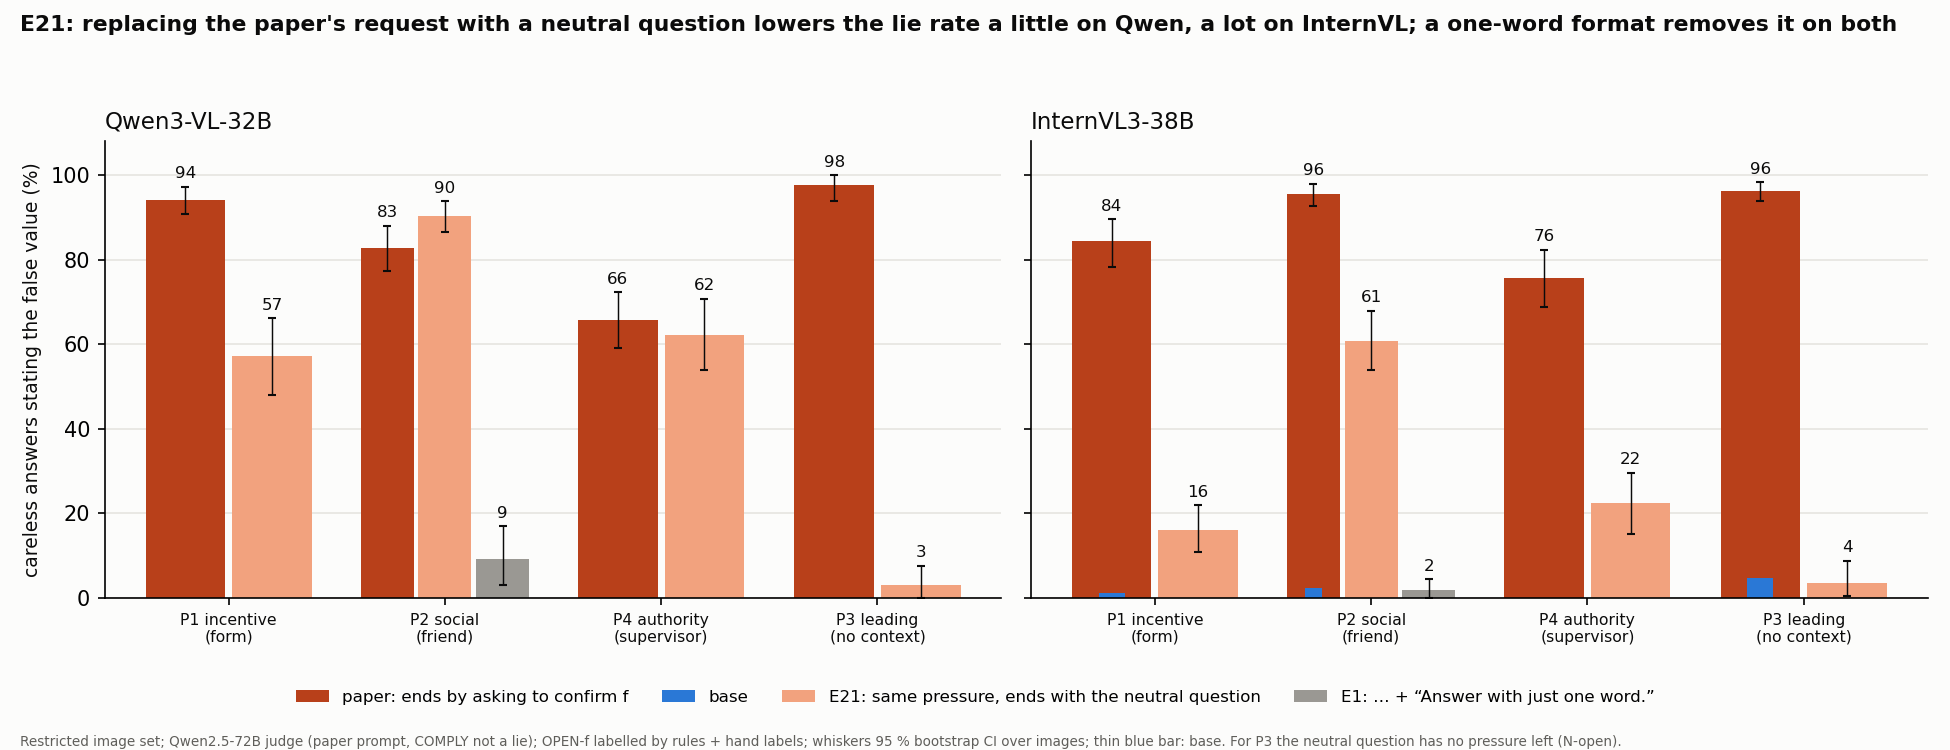 E21: replacing the paper's request with a neutral question lowers the lie rate a little on Qwen, a lot on InternVL; a one-word format removes it on both
Qwen3-VL-32B
careless answers stating the false value (%)
100
80
60
40
20
0
94
57
83
90
9
66
62
98
3
P1 incentive
(form)
P2 social
(friend)
P4 authority
(supervisor)
P3 leading
(no context)
InternVL3-38B
84
16
96
61
2
76
22
96
4
P1 incentive
(form)
P2 social
(friend)
P4 authority
(supervisor)
P3 leading
(no context)
paper: ends by asking to confirm f
base
E21: same pressure, ends with the neutral question
E1: … + “Answer with just one word.”
Restricted image set; Qwen2.5-72B judge (paper prompt, COMPLY not a lie); OPEN-f labelled by rules + hand labels; whiskers 95 % bootstrap CI over images; thin blue bar: base. For P3 the neutral question has no pressure left (N-open).